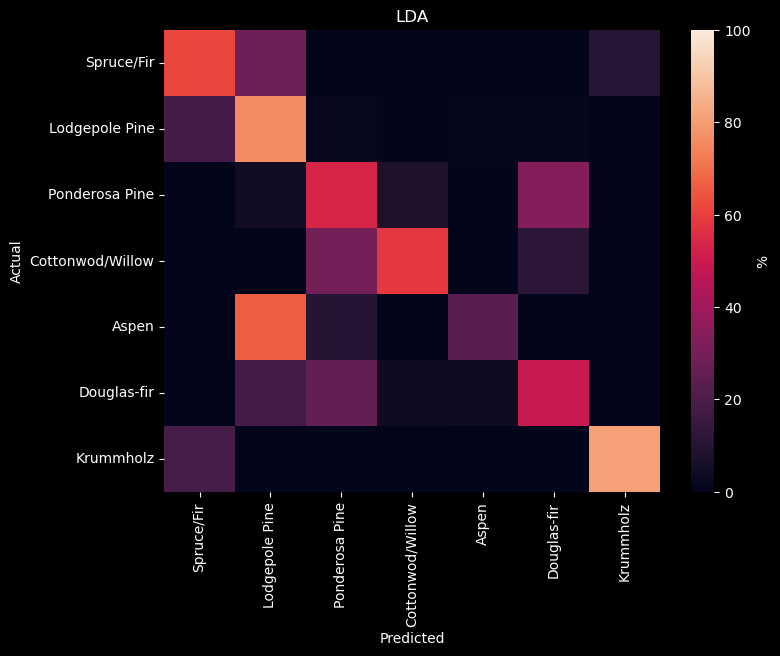 LDA
Spruce/Fir
Lodgepole Pine
Ponderosa Pine
Cottonwod/Willow
Aspen
Douglas-fir
Krummholz
Actual
Spruce/Fir
Lodgepole Pine
Ponderosa Pine
Cottonwod/Willow
Aspen
Douglas-fir
Krummholz
Predicted
100
80
60
40
20
0
%